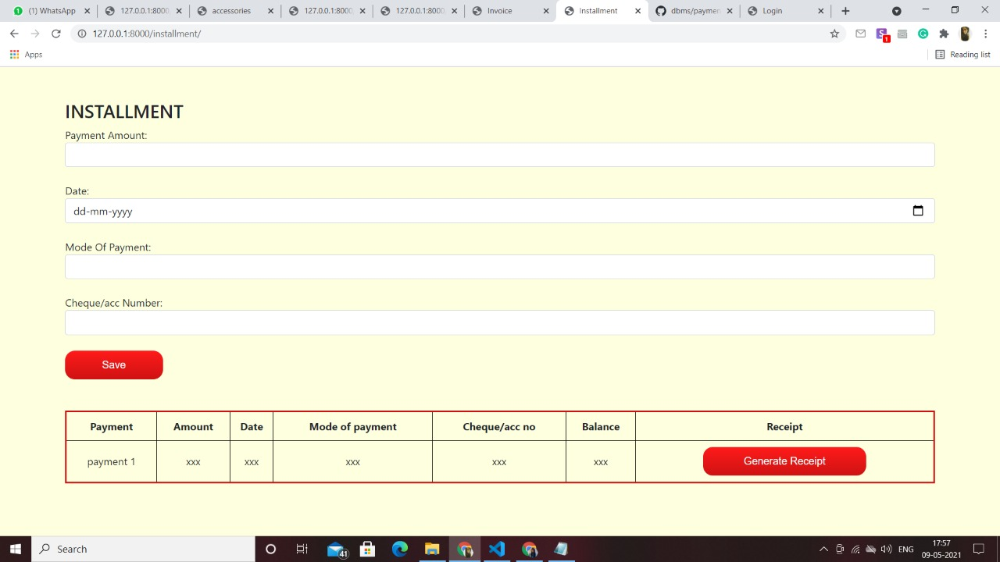 (1) WhatsApp
127.0.0.1:8000
accessories
127.0.0.1:8000
127.0.0.1:8000
Invoice
Installment
dbms/paymen
Login
127.0.0.1:8000/installment/
1
Apps
Reading list
INSTALLMENT
Payment Amount:
Date:
dd-mm-yyyy
Mode Of Payment:
Cheque/acc Number:
Save
Payment Amount Date Mode of payment Cheque/acc no Balance Receipt
payment 1 xxx xxx xxx xxx xxx Generate Receipt
Search
41
ENG
17:57
09-05-2021